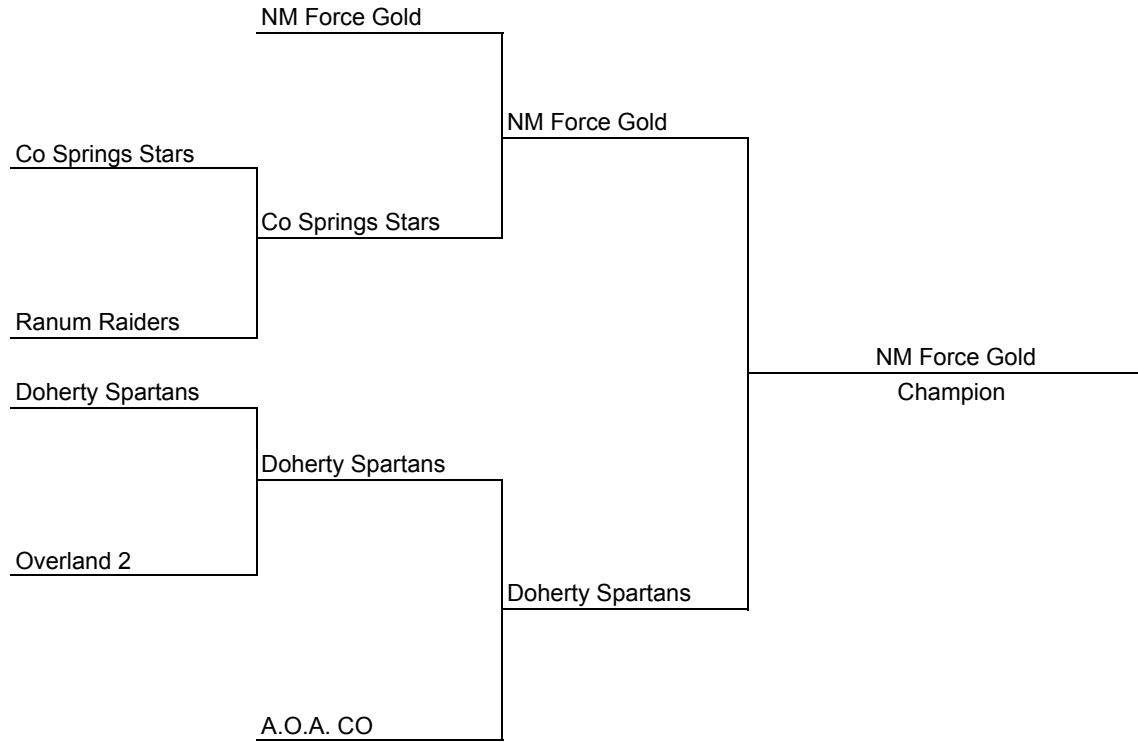 NM Force Gold
NM Force Gold
Co Springs Stars
Co Springs Stars
Ranum Raiders
NM Force Gold
Doherty Spartans
Champion
Doherty Spartans
Overland 2
Doherty Spartans
A.O.A. CO